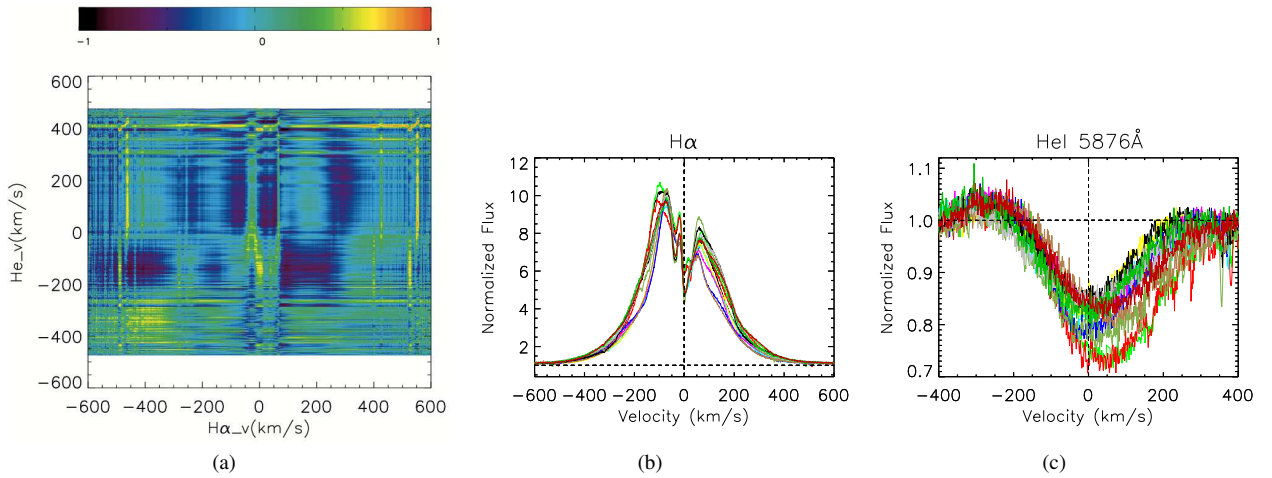 −1 0 1
600
400
200
0
−200
−400
−600
He_v(km/s)
−600 −400 −200 0 200 400 600
Hα_v(km/s)
(a)
Hα
12
10
8
6
4
2
Normalized Flux
−600 −400 −200 0 200 400 600
Velocity (km/s)
(b)
HeI 5876Å
1.1
1.0
0.9
0.8
0.7
Normalized Flux
−400 −200 0 200 400
Velocity (km/s)
(c)